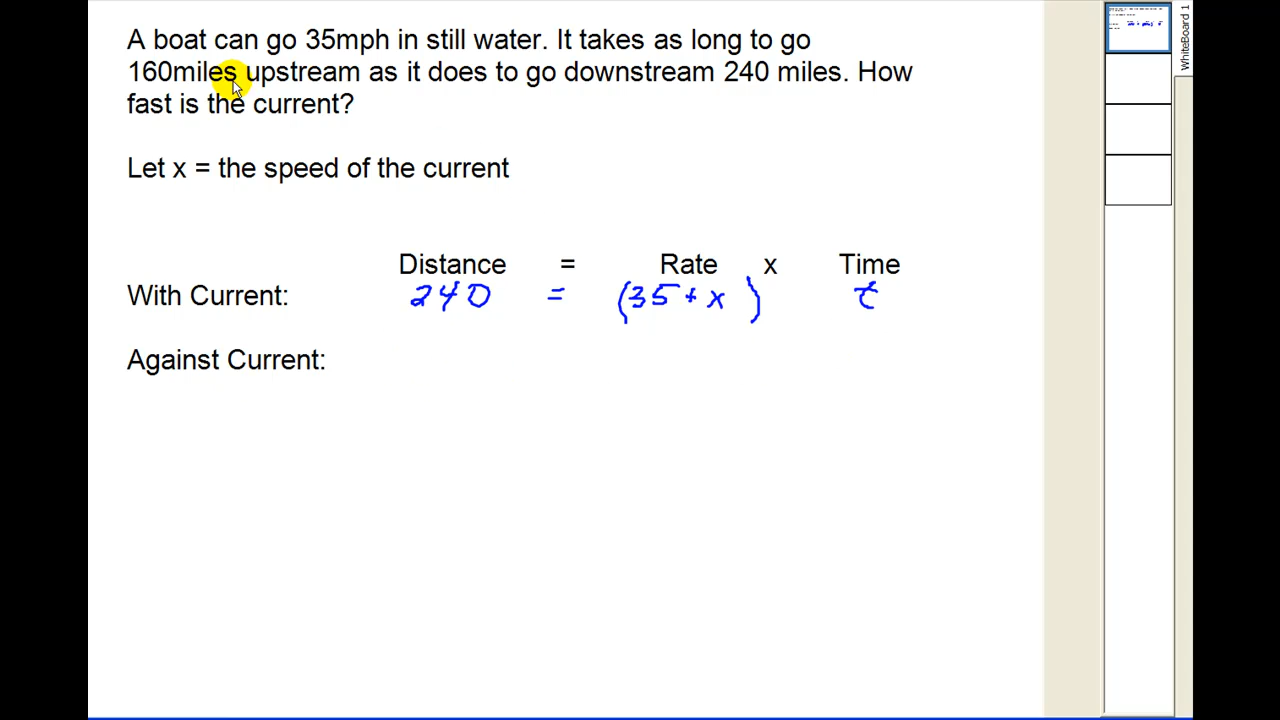 A boat can go 35mph in still water. It takes as long to go
160miles upstream as it does to go downstream 240 miles. How
fast is the current?
Let x = the speed of the current
Distance = Rate x Time
With Current: 240 = (35+x) t
Against Current:
WhiteBoard 1